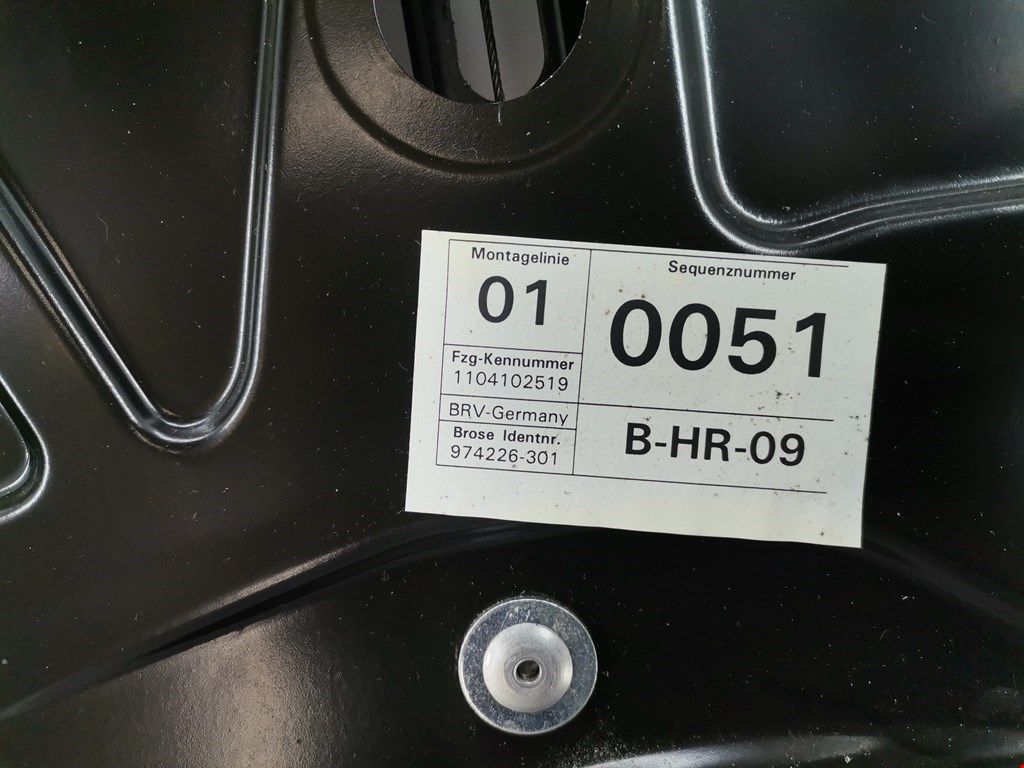 Montagelinie
01
Sequenznummer
0051
Fzg-Kennummer
1104102519
BRV-Germany
Brose Identnr.
974226-301
B-HR-09